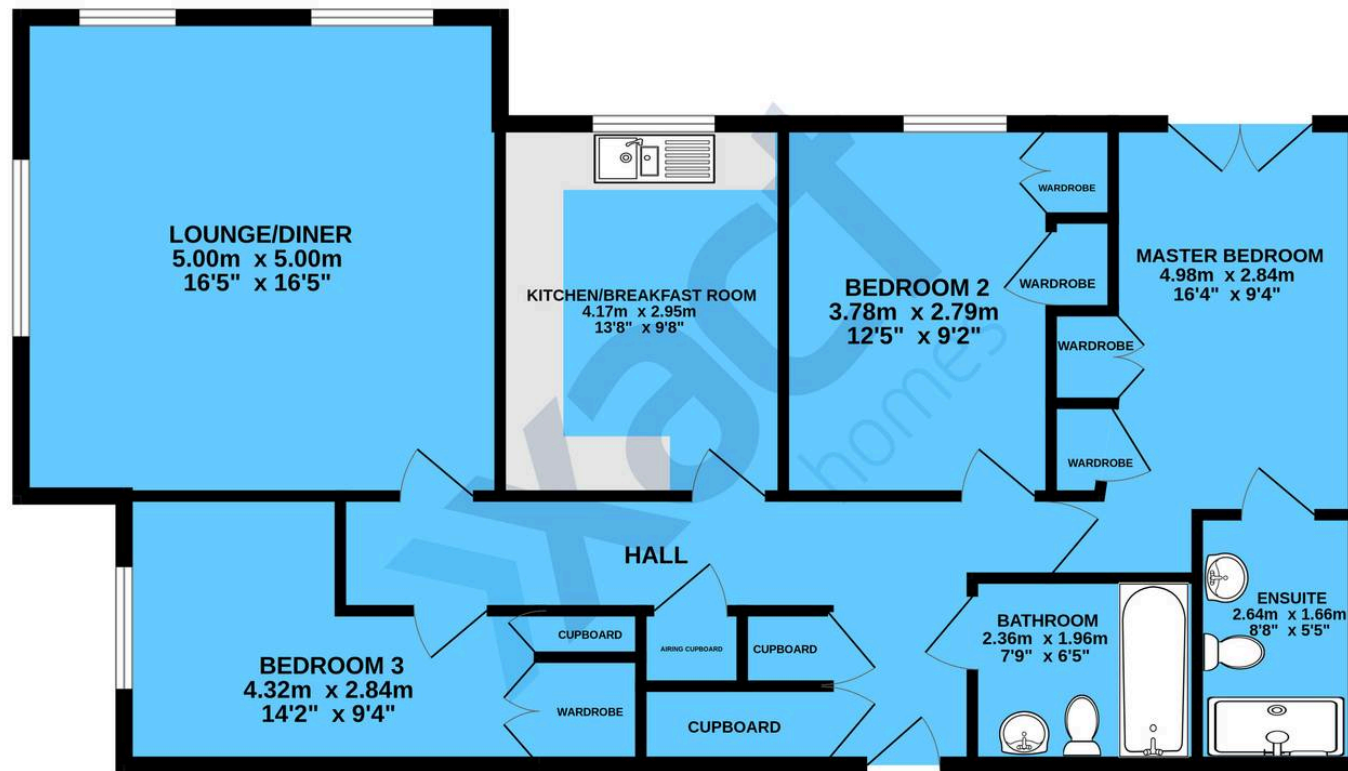 LOUNGE/DINER
5.00m x 5.00m
16'5" x 16'5"
KITCHEN/BREAKFAST ROOM
4.17m x 2.95m
13'8" x 9'8"
BEDROOM 2
3.78m x 2.79m
12'5" x 9'2"
WARDROBE
WARDROBE
MASTER BEDROOM
4.98m x 2.84m
16'4" x 9'4"
WARDROBE
WARDROBE
xact
homes
HALL
BEDROOM 3
4.32m x 2.84m
14'2" x 9'4"
CUPBOARD
WARDROBE
AIRING CUPBOARD
CUPBOARD
CUPBOARD
BATHROOM
2.36m x 1.96m
7'9" x 6'5"
ENSUITE
2.64m x 1.66m
8'8" x 5'5"